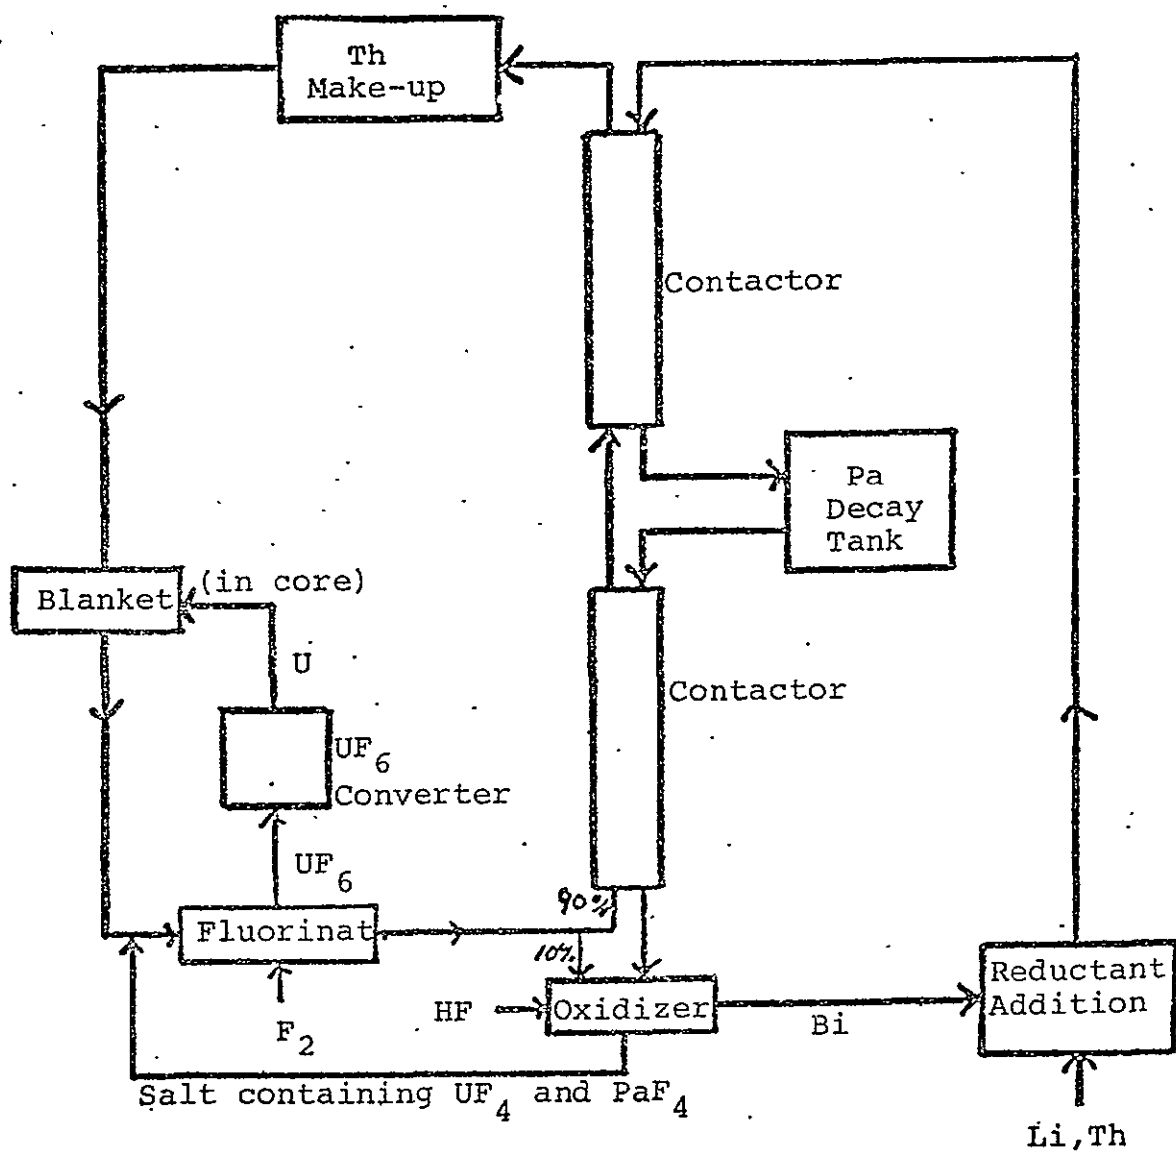 Th
Make-up
Contactor
Pa
Decay
Tank
Blanket
(in core)
U
Contactor
UF6
Converter
UF6
90%
Fluorinat
10%
Reductant
Addition
HF
Oxidizer
Bi
F2
Salt containing UF4 and PaF4
Li,Th